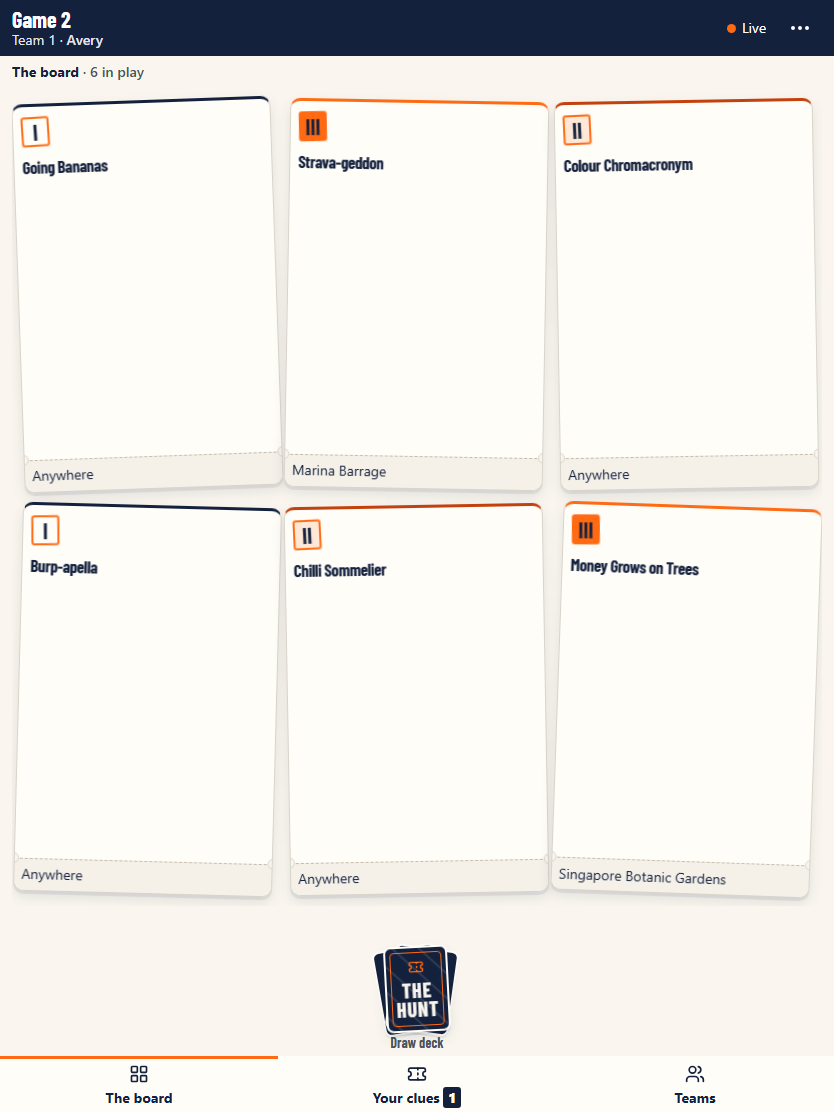 Game 2
Team 1 · Avery
Live
The board · 6 in play
I
Going Bananas
Anywhere
III
Strava-geddon
Marina Barrage
II
Colour Chromacronym
Anywhere
I
Burp-apella
Anywhere
II
Chilli Sommelier
Anywhere
III
Money Grows on Trees
Singapore Botanic Gardens
THE
HUNT
Draw deck
The board
Your clues 1
Teams